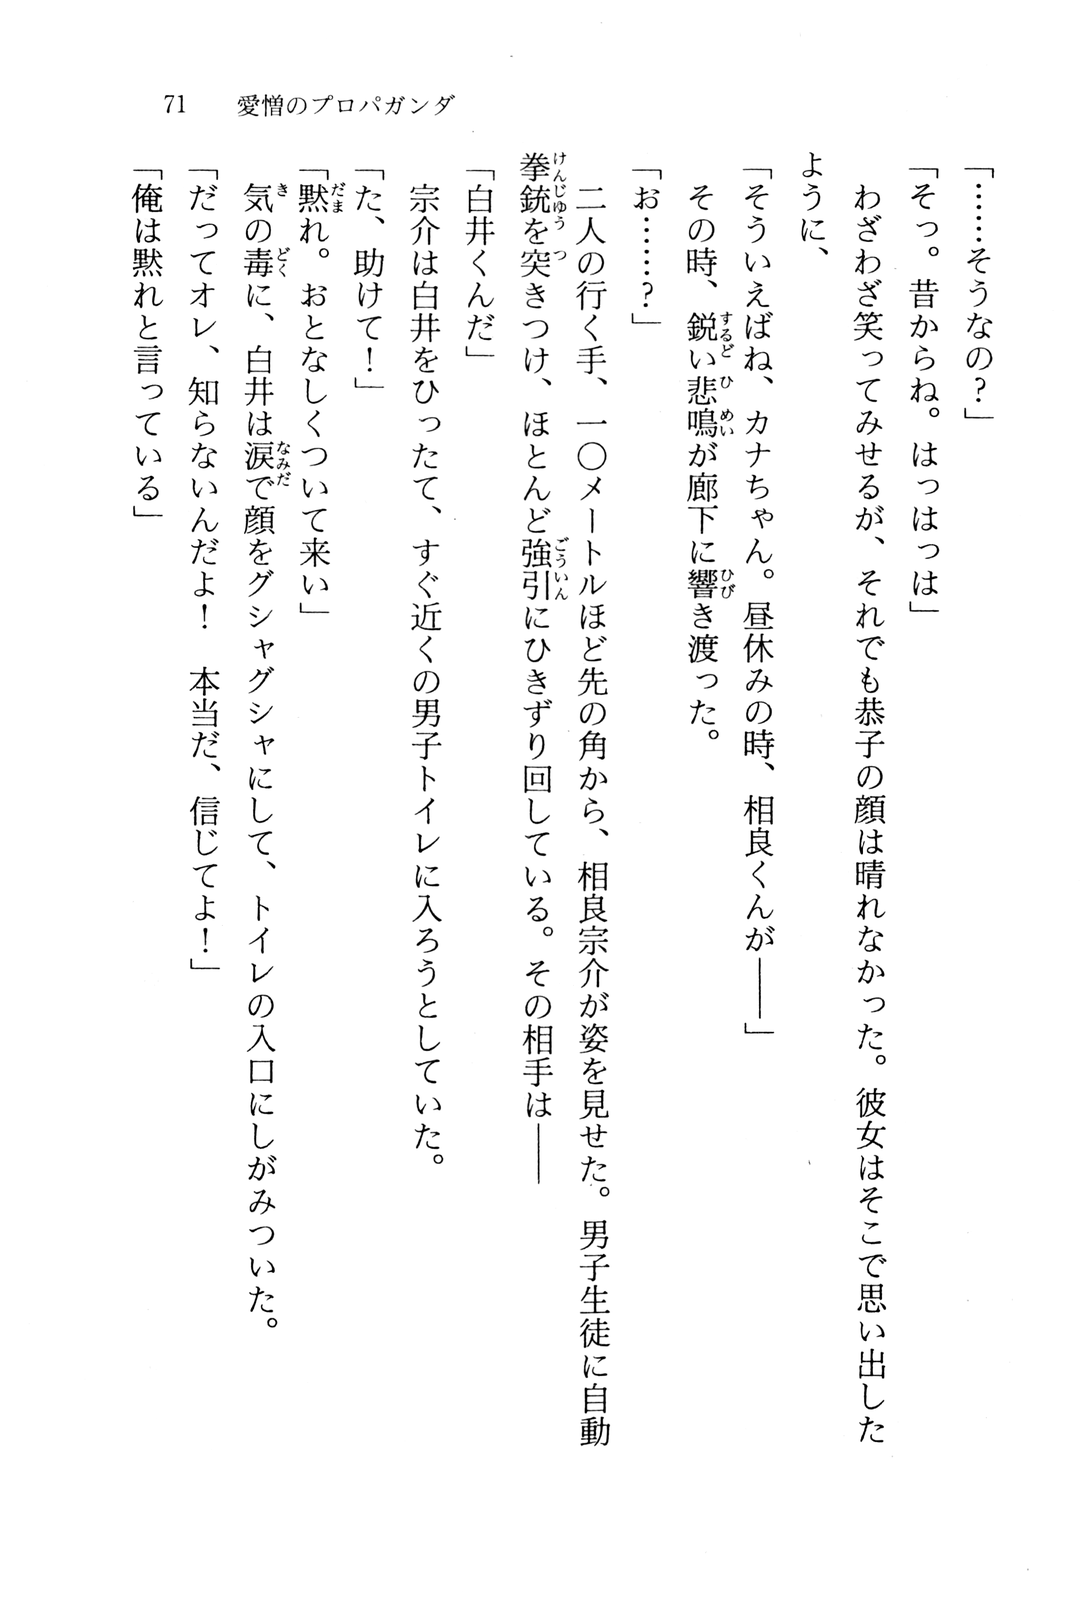 71　愛憎のプロパガンダ
「……そうなの？」
「そっ。昔からね。はっはっは」
　わざわざ笑ってみせるが、それでも恭子の顔は晴れなかった。彼女はそこで思い出した
ように、
「そういえばね、カナちゃん。昼休みの時、相良くんが――」
　その時、鋭い悲鳴が廊下に響き渡った。
「お……？」
　二人の行く手、一〇メートルほど先の角から、相良宗介が姿を見せた。男子生徒に自動
拳銃を突きつけ、ほとんど強引にひきずり回している。その相手は――
「白井くんだ」
　宗介は白井をひったて、すぐ近くの男子トイレに入ろうとしていた。
「た、助けて！」
「黙れ。おとなしくついて来い」
　気の毒に、白井は涙で顔をグシャグシャにして、トイレの入口にしがみついた。
「だってオレ、知らないんだよ！　本当だ、信じてよ！」
「俺は黙れと言っている」